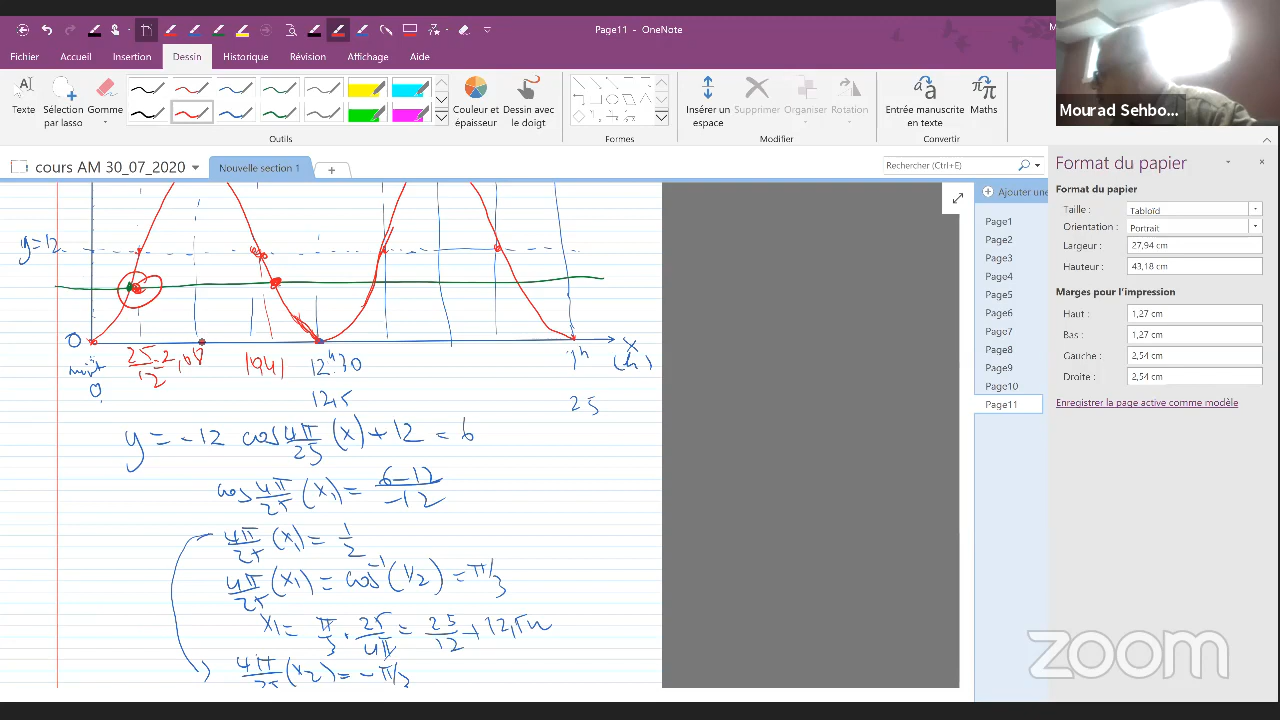 Page11 - OneNote
Fichier
Accueil
Insertion
Dessin
Historique
Révision
Affichage
Aide
Texte
Sélection par lasso
Gomme
Couleur et épaisseur
Dessin avec le doigt
Insérer un espace
Supprimer
Organiser
Rotation
Entrée manuscrite en texte
Maths
Outils
Formes
Modifier
Convertir
Mourad Sehbo...
cours AM 30_07_2020
Nouvelle section 1
Rechercher (Ctrl+E)
Ajouter une
Page1
Page2
Page3
Page4
Page5
Page6
Page7
Page8
Page9
Page10
Page11
Format du papier
Format du papier
Taille : Tabloïd
Orientation : Portrait
Largeur : 27,94 cm
Hauteur : 43,18 cm
Marges pour l'impression
Haut : 1,27 cm
Bas : 1,27 cm
Gauche : 2,54 cm
Droite : 2,54 cm
Enregistrer la page active comme modèle
y=12
0
x
(h)
25/12
12h30
1h
0
12,5
25
y = -12 cos 4π/25 (x) + 12 = 6
cos 4π/25 (x1) = 6-12/-12
4π/25 (x1) = 1/2
4π/25 (x1) = cos-1 (1/2) = π/3
x1 = π/3 . 25/4π = 25/12 + 12,5n
4π/25 (x2) = -π/3
zoom